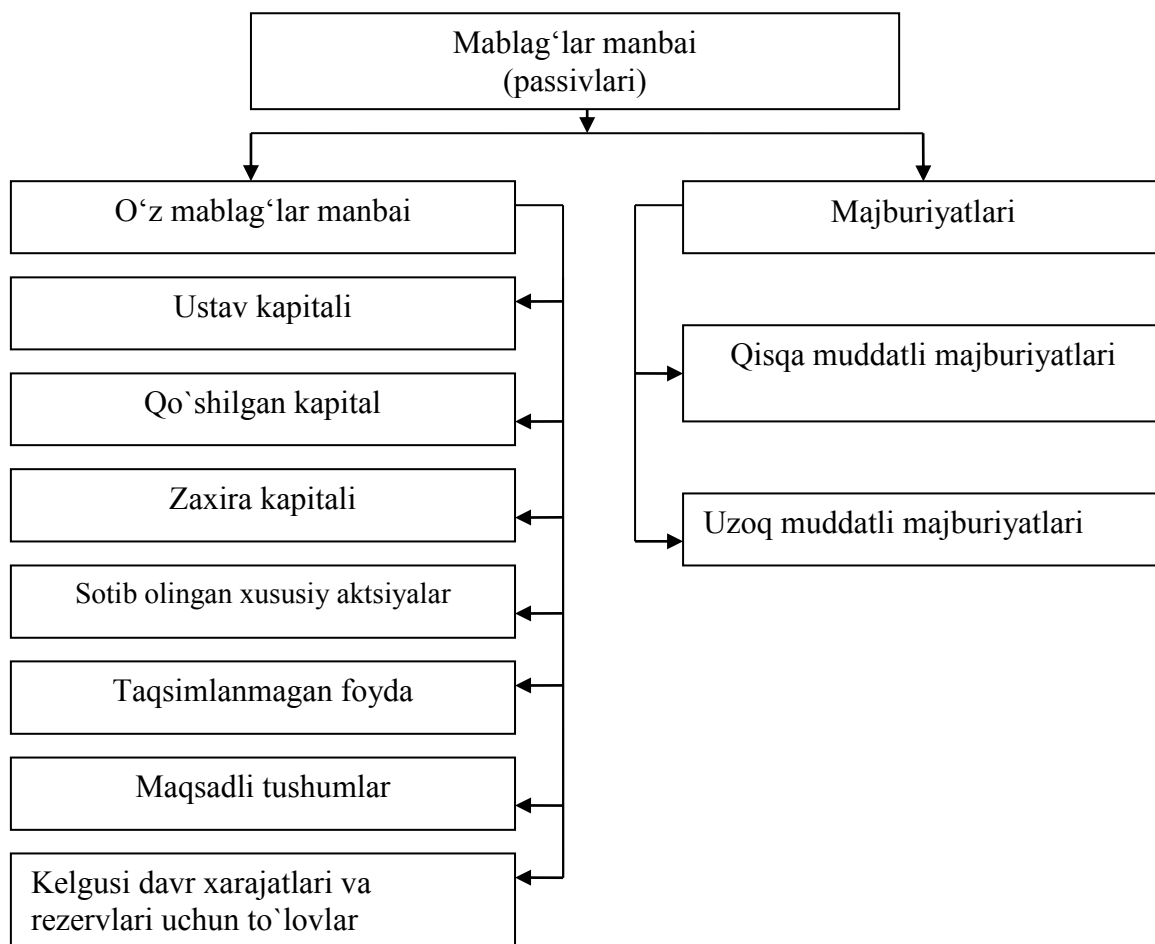 Mablag‘lar manbai
(passivlari)
O‘z mablag‘lar manbai
Majburiyatlari
Ustav kapitali
Qisqa muddatli majburiyatlari
Qo`shilgan kapital
Zaxira kapitali
Uzoq muddatli majburiyatlari
Sotib olingan xususiy aktsiyalar
Taqsimlanmagan foyda
Maqsadli tushumlar
Kelgusi davr xarajatlari va
rezervlari uchun to`lovlar